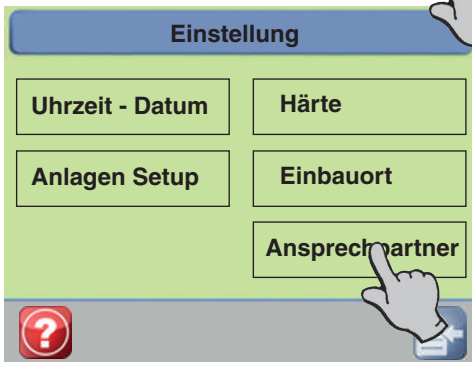 Einstellung
Uhrzeit - Datum
Härte
Anlagen Setup
Einbauort
Ansprechpartner
?